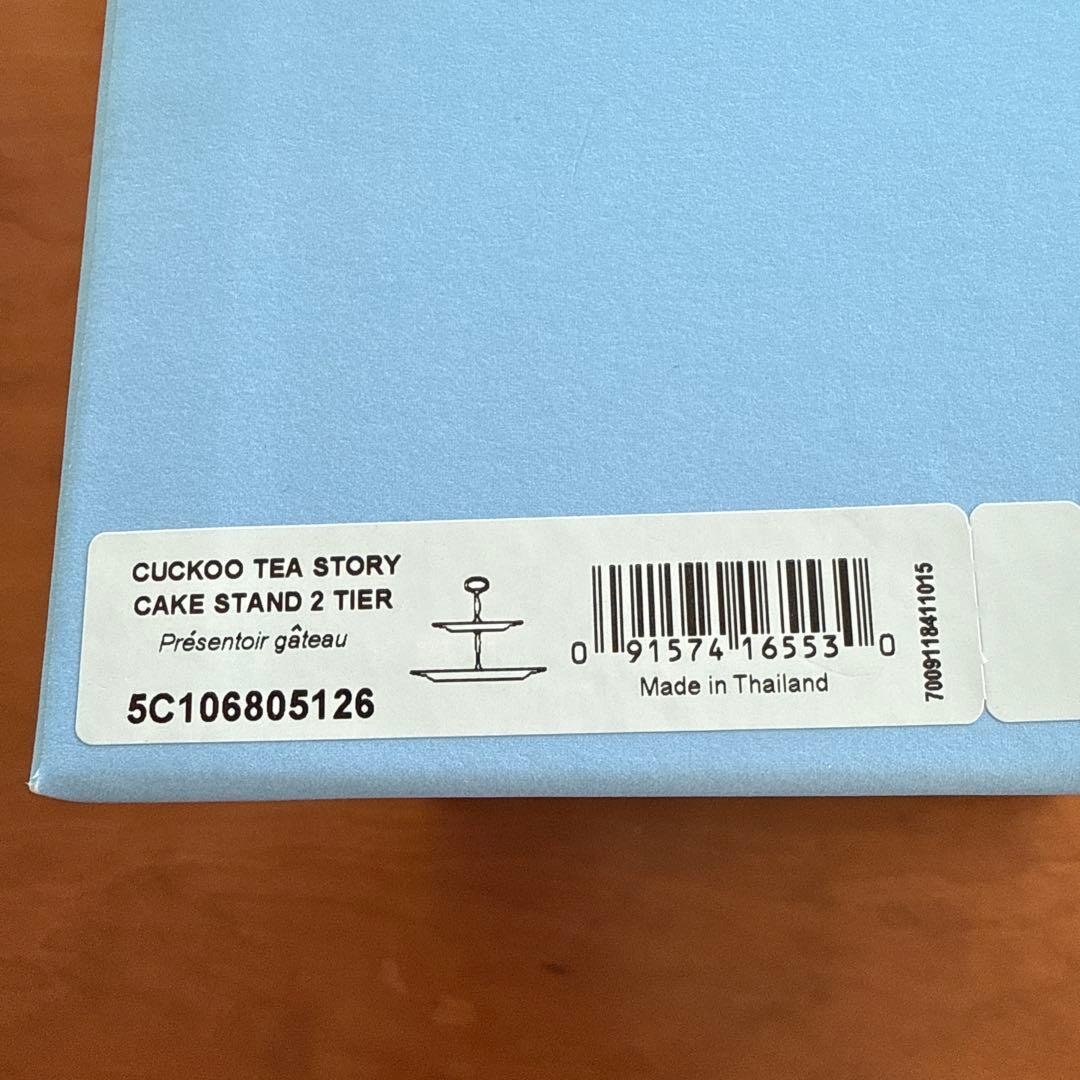 CUCKOO TEA STORY
CAKE STAND 2 TIER
Présentoir gâteau
5C106805126
0 91574 16553 0
Made in Thailand
7009118411015